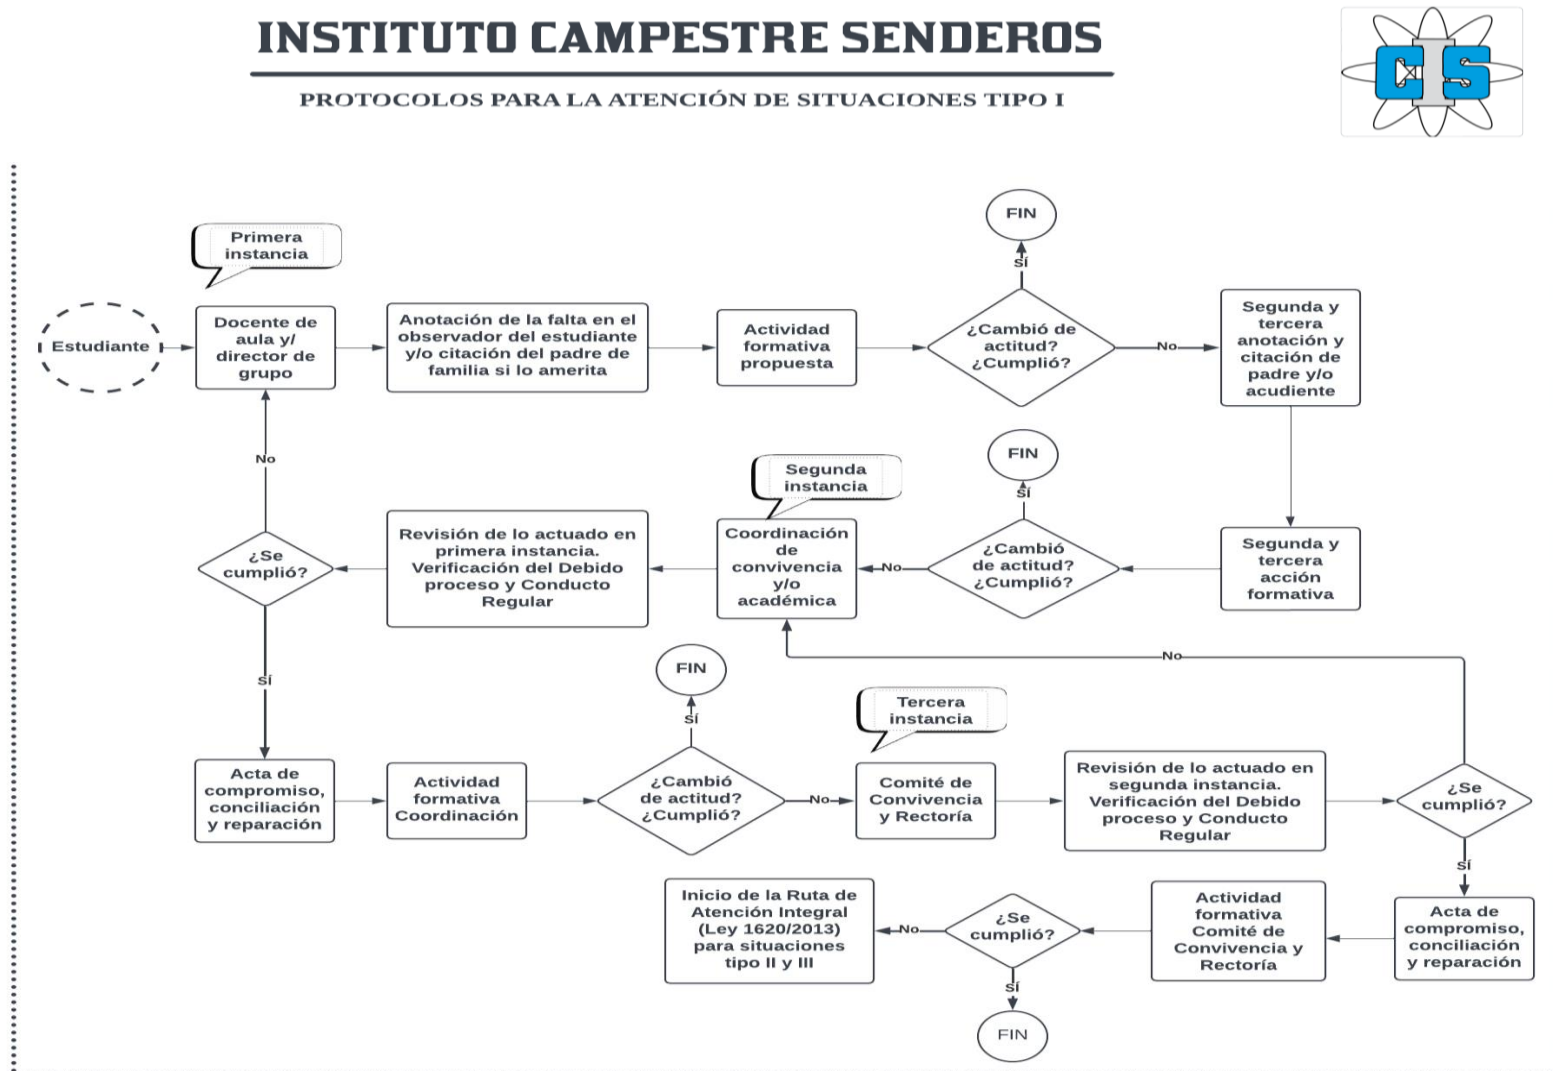 INSTITUTO CAMPESTRE SENDEROS
PROTOCOLOS PARA LA ATENCIÓN DE SITUACIONES TIPO I
CIS
Primera
instancia
Estudiante
Docente de
aula y/
director de
grupo
Anotación de la falta en el
observador del estudiante
y/o citación del padre de
familia si lo amerita
Actividad
formativa
propuesta
FIN
SÍ
¿Cambió de
actitud?
¿Cumplió?
No
Segunda y
tercera
anotación y
citación de
padre y/o
acudiente
Segunda y
tercera
acción
formativa
FIN
SÍ
¿Cambió
de actitud?
¿Cumplió?
No
Segunda
instancia
Coordinación
de
convivencia
y/o
académica
Revisión de lo actuado en
primera instancia.
Verificación del Debido
proceso y Conducto
Regular
¿Se
cumplió?
No
SÍ
Acta de
compromiso,
conciliación
y reparación
Actividad
formativa
Coordinación
FIN
SÍ
¿Cambió
de actitud?
¿Cumplió?
No
Tercera
instancia
Comité de
Convivencia
y Rectoría
Revisión de lo actuado en
segunda instancia.
Verificación del Debido
proceso y Conducto
Regular
¿Se
cumplió?
No
SÍ
Acta de
compromiso,
conciliación
y reparación
Actividad
formativa
Comité de
Convivencia y
Rectoría
¿Se
cumplió?
No
Inicio de la Ruta de
Atención Integral
(Ley 1620/2013)
para situaciones
tipo II y III
SÍ
FIN